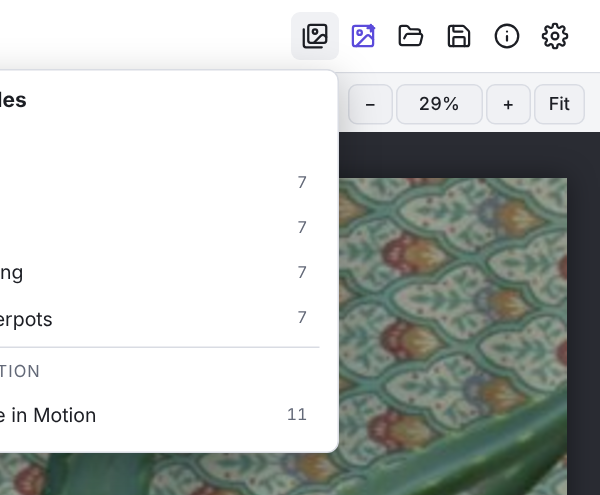 les
− 29% + Fit
7
7
ng 7
erpots 7
TION
e in Motion 11